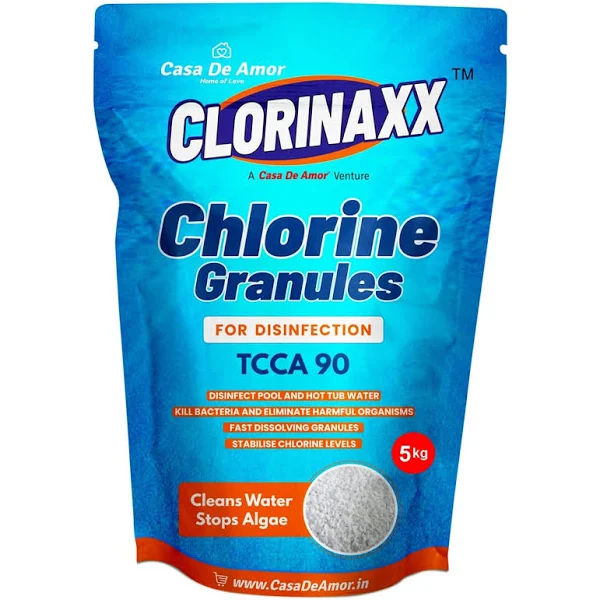 Casa De Amor
Home of Love
CLORINAXX
TM
A Casa De Amor® Venture
Chlorine
Granules
FOR DISINFECTION
TCCA 90
DISINFECT POOL AND HOT TUB WATER
KILL BACTERIA AND ELIMINATE HARMFUL ORGANISMS
FAST DISSOLVING GRANULES
STABILISE CHLORINE LEVELS
5kg
Cleans Water
Stops Algae
www.CasaDeAmor.in